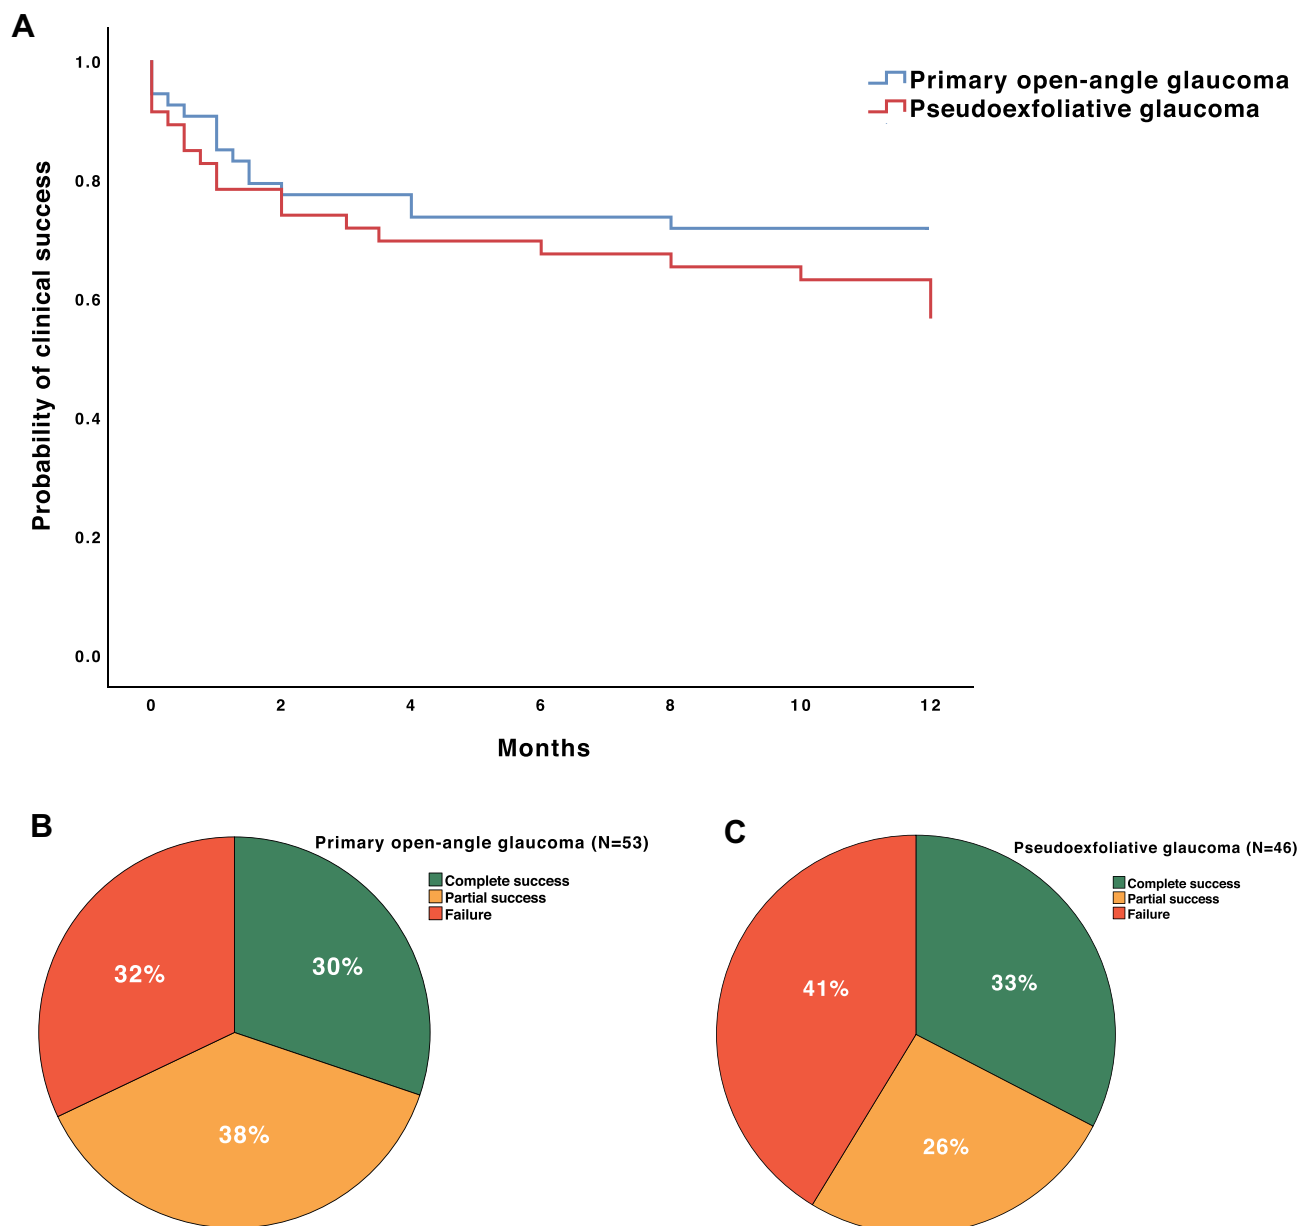 A
Primary open-angle glaucoma
Pseudoexfoliative glaucoma
Probability of clinical success
1.0
0.8
0.6
0.4
0.2
0.0
0 2 4 6 8 10 12
Months
B
Primary open-angle glaucoma (N=53)
Complete success
Partial success
Failure
32%
30%
38%
C
Pseudoexfoliative glaucoma (N=46)
Complete success
Partial success
Failure
41%
33%
26%